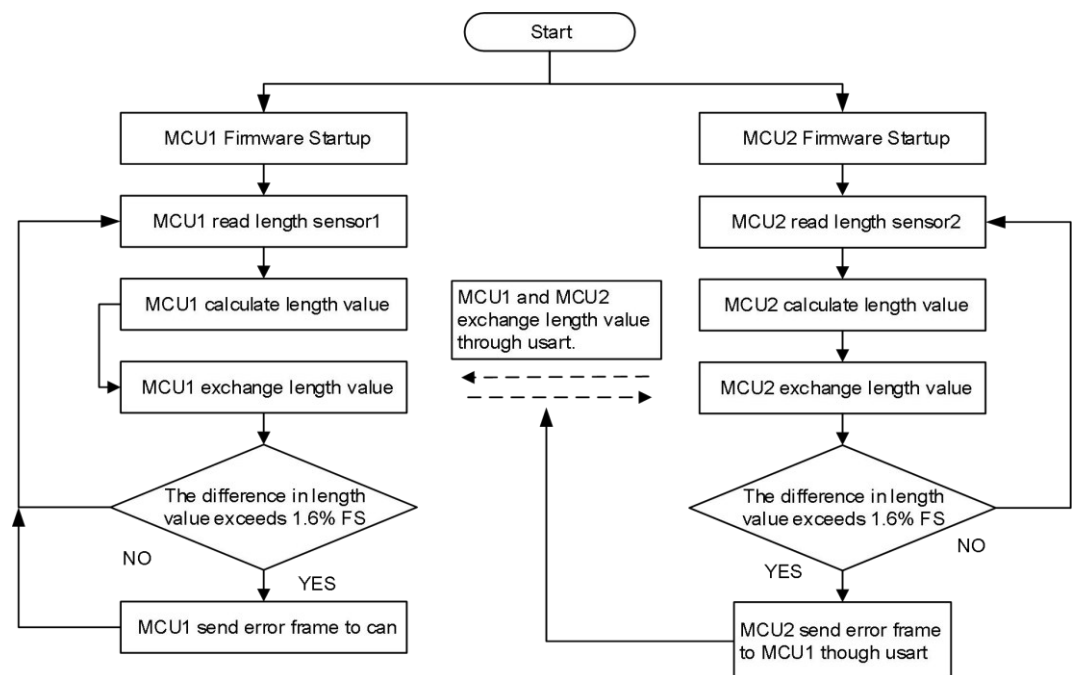 Start
MCU1 Firmware Startup
MCU2 Firmware Startup
MCU1 read length sensor1
MCU2 read length sensor2
MCU1 calculate length value
MCU1 and MCU2
exchange length value
through usart.
MCU2 calculate length value
MCU1 exchange length value
MCU2 exchange length value
The difference in length
value exceeds 1.6% FS
The difference in length
value exceeds 1.6% FS
NO
YES
YES
NO
MCU1 send error frame to can
MCU2 send error frame
to MCU1 though usart